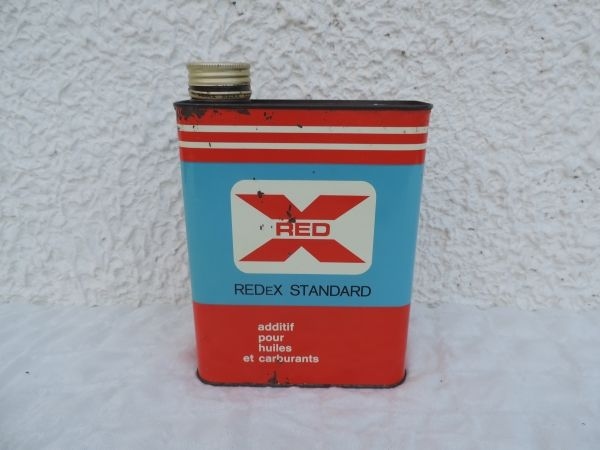 RED
REDEX STANDARD
additif
pour
huiles
et carburants